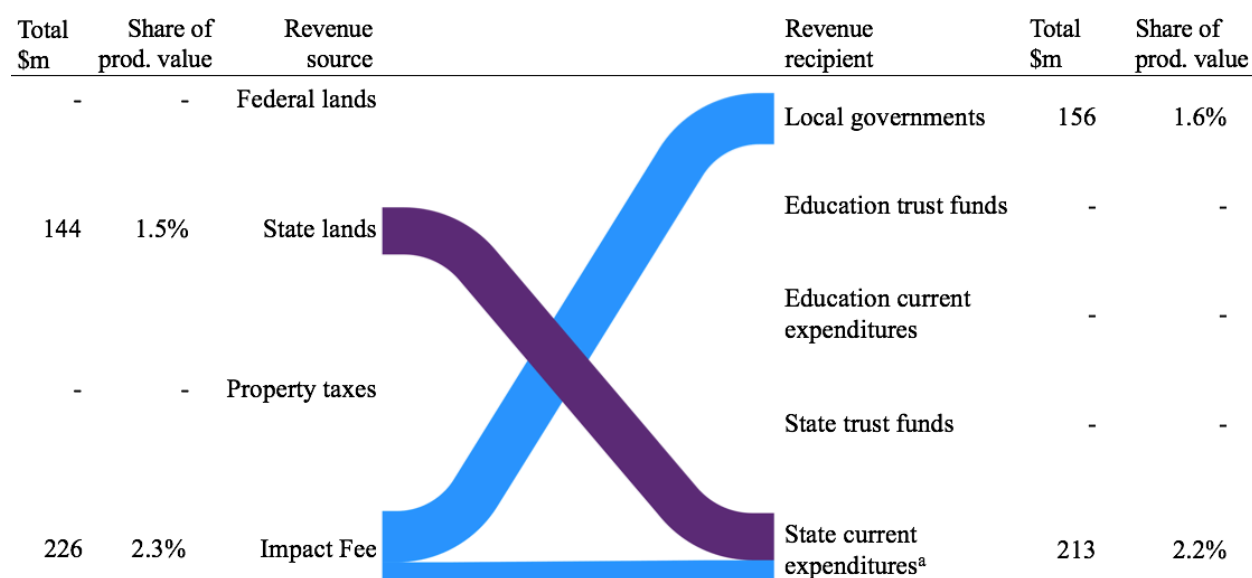 Total Share of Revenue Revenue Total Share of
$m prod. value source recipient $m prod. value
- - Federal lands
Local governments 156 1.6%
Education trust funds - -
144 1.5% State lands
Education current
expenditures - -
- - Property taxes
State trust funds - -
State current
226 2.3% Impact Fee expendituresᵃ 213 2.2%